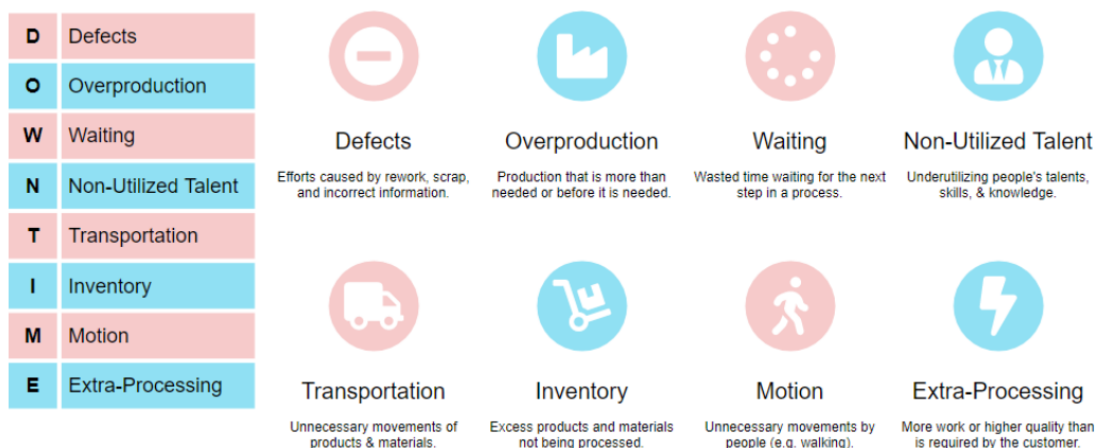 D Defects
O Overproduction
W Waiting
N Non-Utilized Talent
T Transportation
I Inventory
M Motion
E Extra-Processing
Defects
Efforts caused by rework, scrap,
and incorrect information.
Overproduction
Production that is more than
needed or before it is needed.
Waiting
Wasted time waiting for the next
step in a process.
Non-Utilized Talent
Underutilizing people's talents,
skills, & knowledge.
Transportation
Unnecessary movements of
products & materials.
Inventory
Excess products and materials
not being processed.
Motion
Unnecessary movements by
people (e.g. walking).
Extra-Processing
More work or higher quality than
is required by the customer.